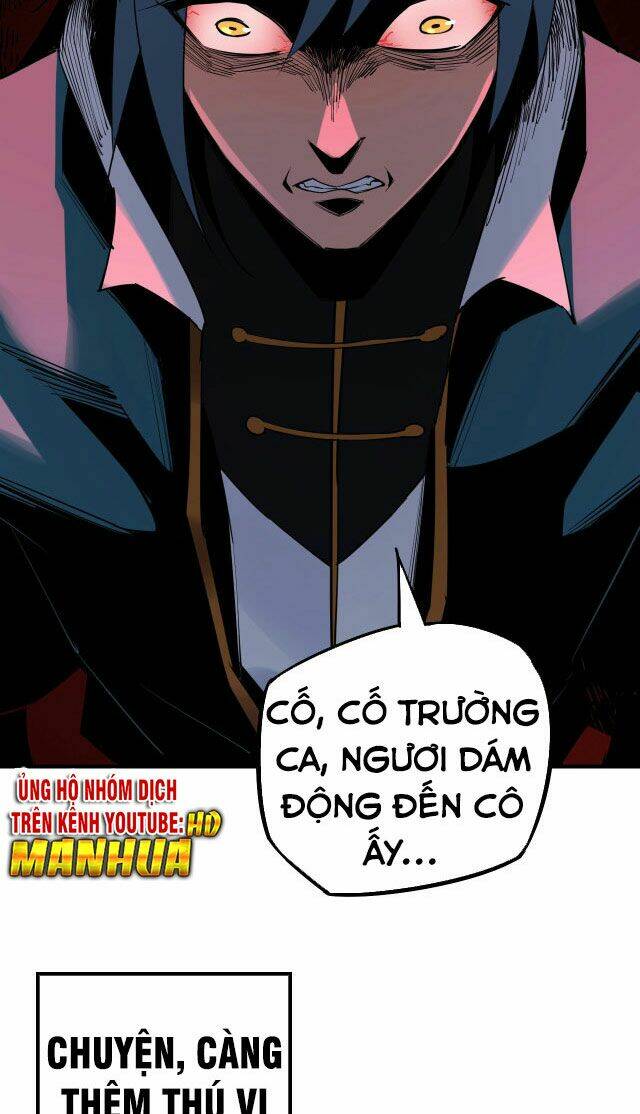 CỐ, CỐ TRƯỜNG
CA, NGƯƠI DÁM
ĐỘNG ĐẾN CÔ
ẤY...
ỦNG HỘ NHÓM DỊCH
TRÊN KÊNH YOUTUBE: HD
MANHUA
CHUYỆN, CÀNG
THÊM THÚ VỊ